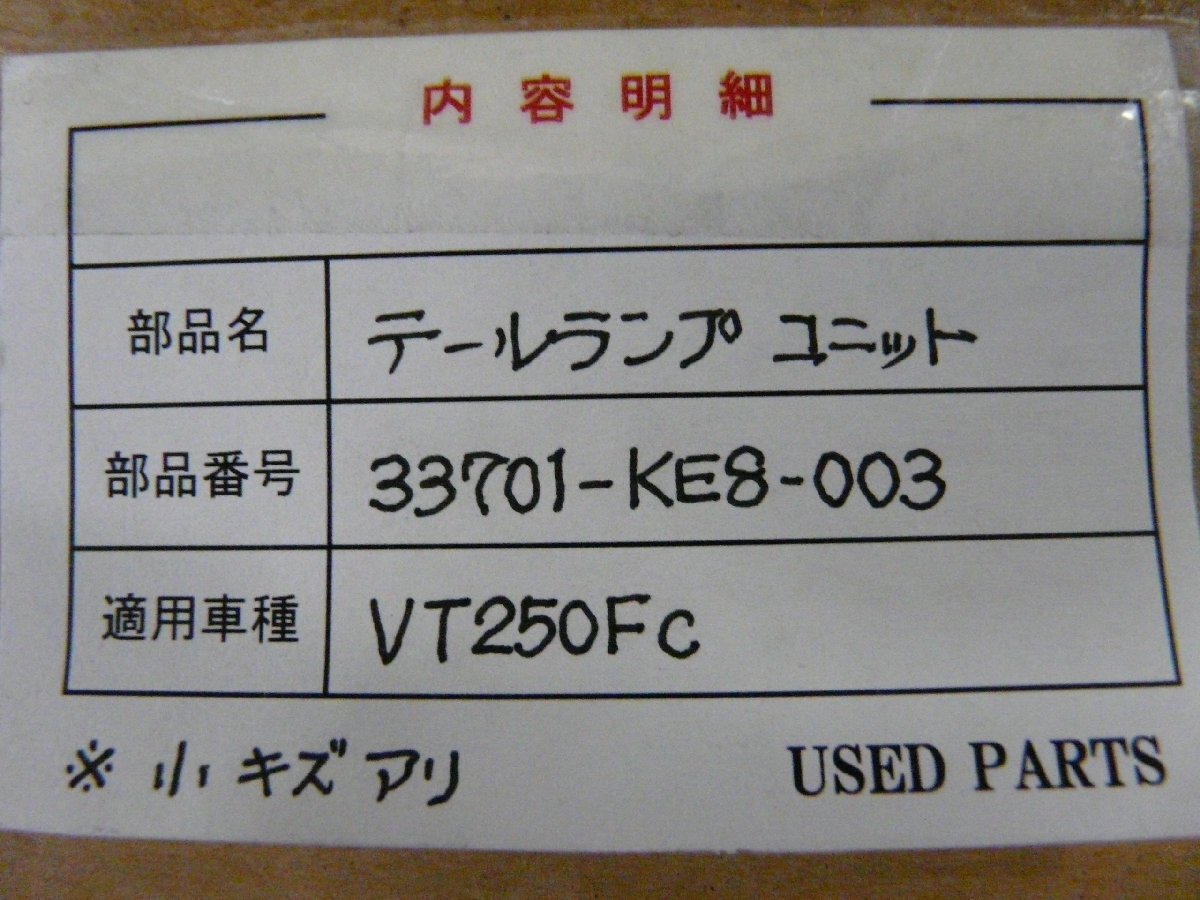 内容明細
部品名 テールランプ ユニット
部品番号 33701-KE8-003
適用車種 VT250Fc
※ 小キズアリ USED PARTS